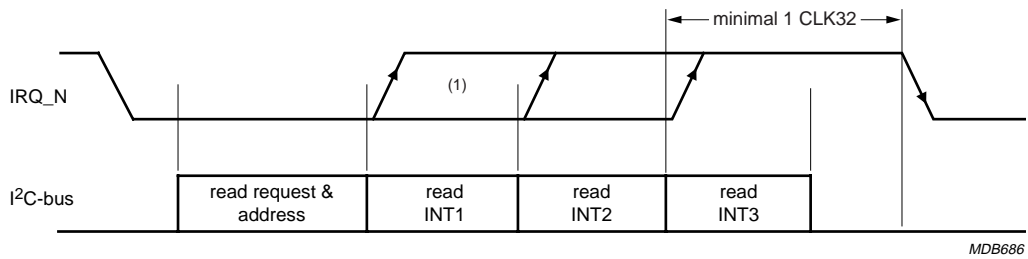 minimal 1 CLK32
IRQ_N
(1)
I²C-bus
read request &
address
read
INT1
read
INT2
read
INT3
MDB686